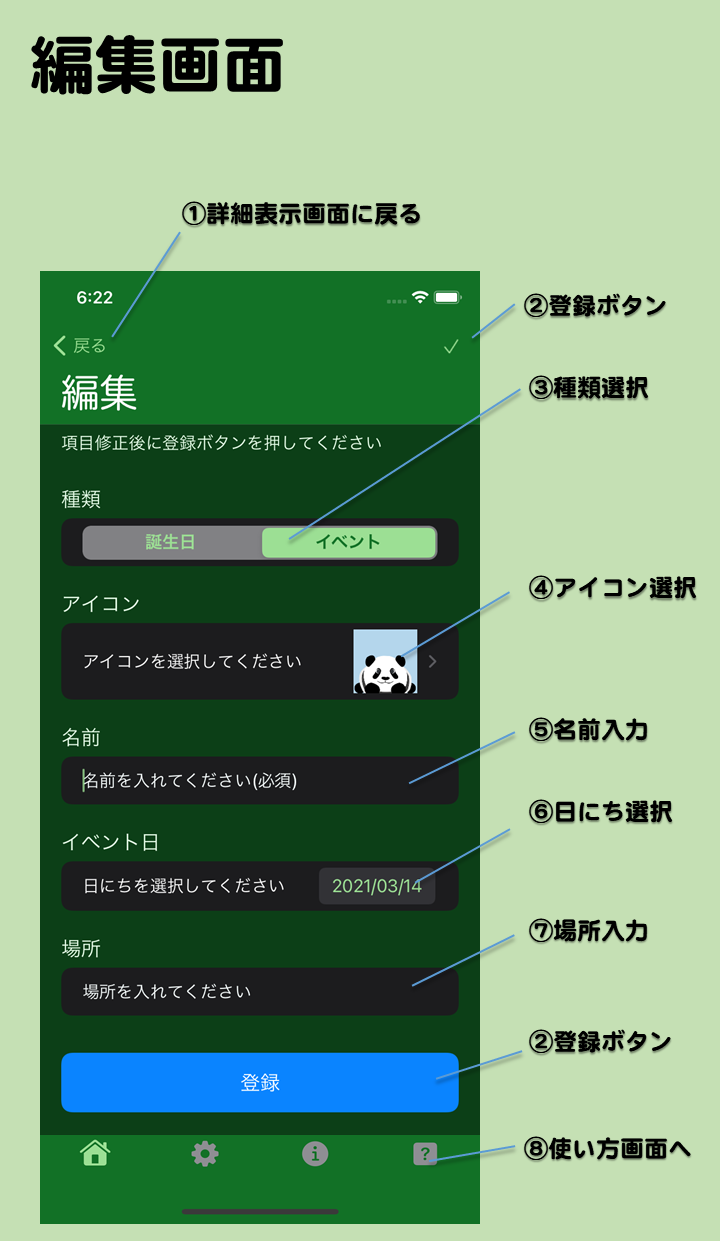 編集画面
①詳細表示画面に戻る
6:22
②登録ボタン
戻る
編集
③種類選択
項目修正後に登録ボタンを押してください
種類
誕生日 イベント
アイコン
④アイコン選択
アイコンを選択してください
名前
⑤名前入力
名前を入れてください(必須)
⑥日にち選択
イベント日
日にちを選択してください 2021/03/14
⑦場所入力
場所
場所を入れてください
②登録ボタン
登録
⑧使い方画面へ